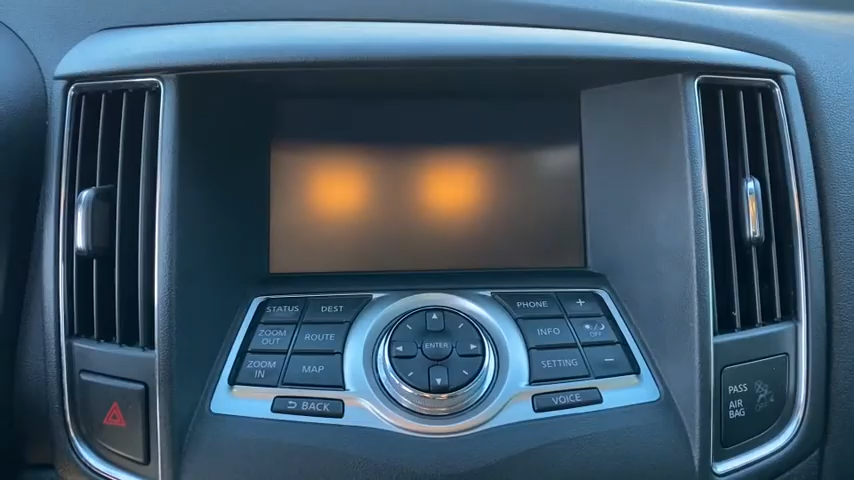 STATUS
DEST
ZOOM
OUT
ROUTE
ZOOM
IN
MAP
BACK
ENTER
PHONE
+
INFO
OFF
SETTING
−
VOICE
PASS
AIR
BAG